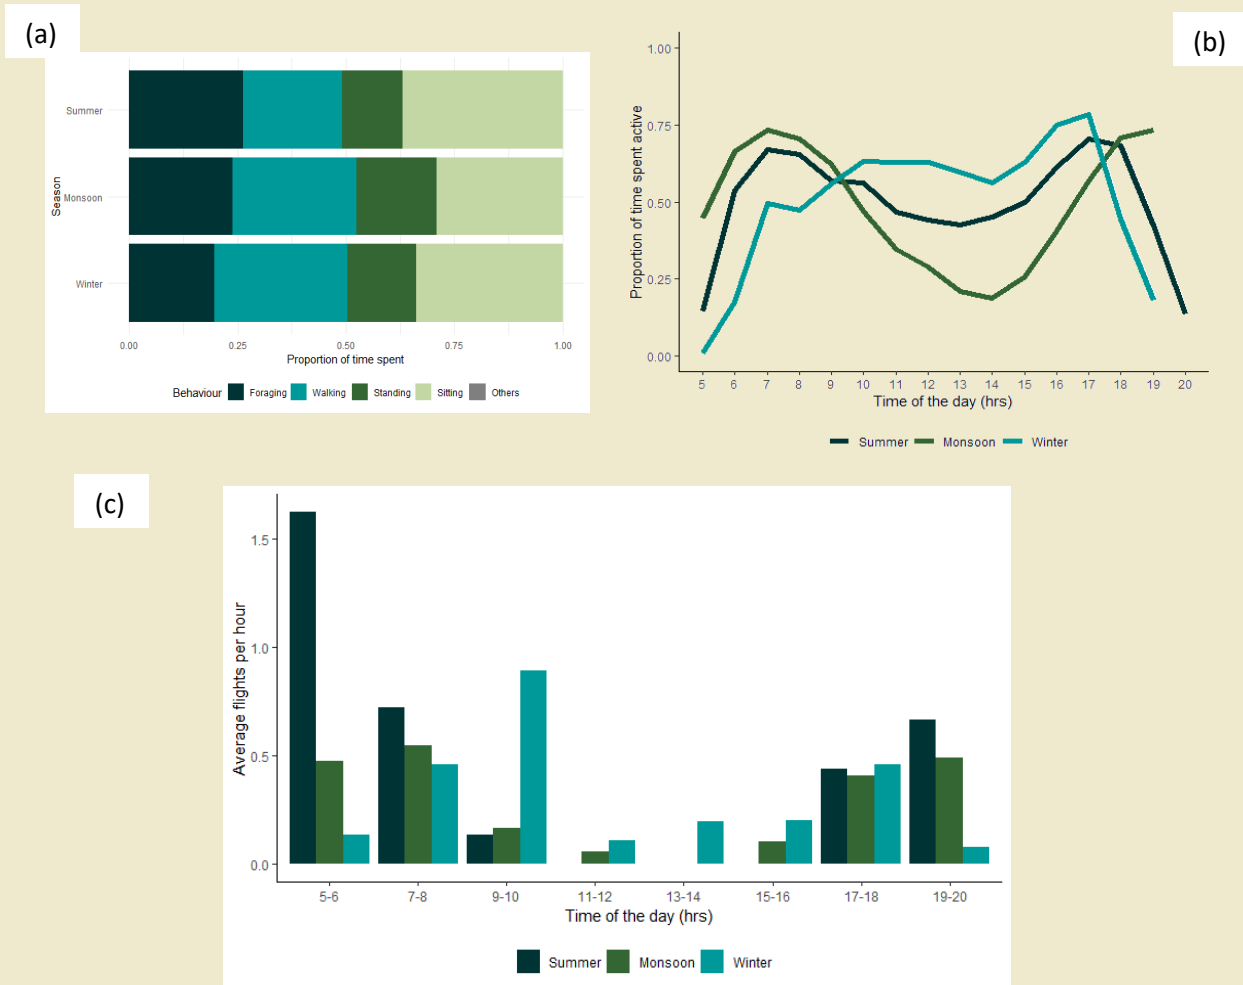 (a)
Season
Summer
Monsoon
Winter
0.00 0.25 0.50 0.75 1.00
Proportion of time spent
Behaviour Foraging Walking Standing Sitting Others
(b)
Proportion of time spent active
1.00
0.75
0.50
0.25
0.00
5 6 7 8 9 10 11 12 13 14 15 16 17 18 19 20
Time of the day (hrs)
Summer Monsoon Winter
(c)
Average flights per hour
1.5
1.0
0.5
0.0
5-6 7-8 9-10 11-12 13-14 15-16 17-18 19-20
Time of the day (hrs)
Summer Monsoon Winter